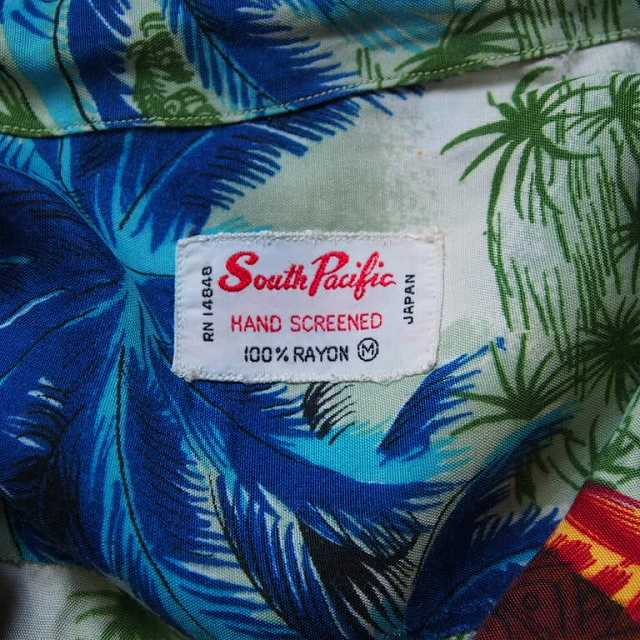 South Pacific
HAND SCREENED
100% RAYON M
RN 14848
JAPAN